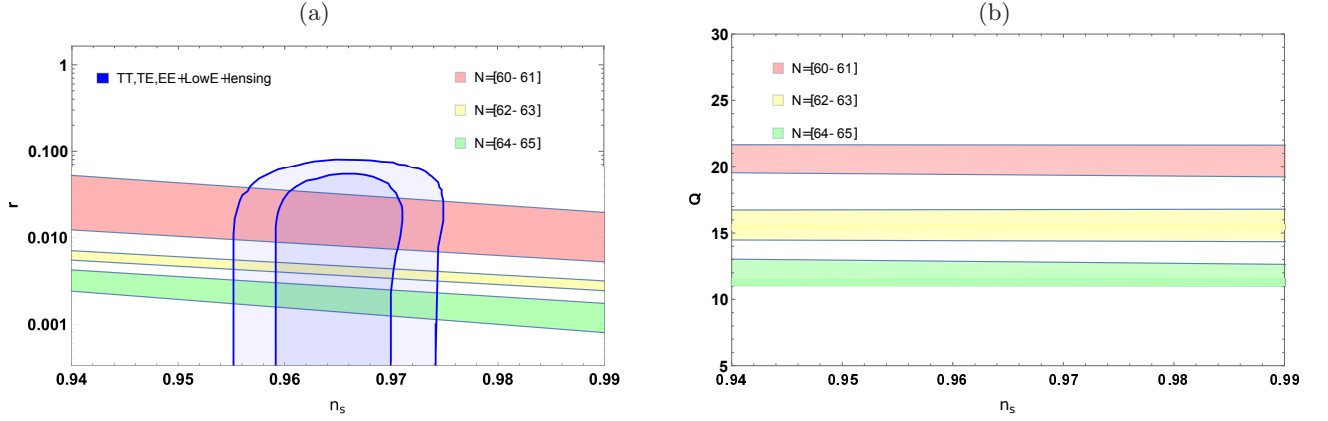 (a)
1
0.100
0.010
0.001
r
TT,TE,EE+LowE+lensing
N=[60-61]
N=[62-63]
N=[64-65]
0.94 0.95 0.96 0.97 0.98 0.99
n_s
(b)
30
25
20
15
10
5
Q
N=[60-61]
N=[62-63]
N=[64-65]
0.94 0.95 0.96 0.97 0.98 0.99
n_s